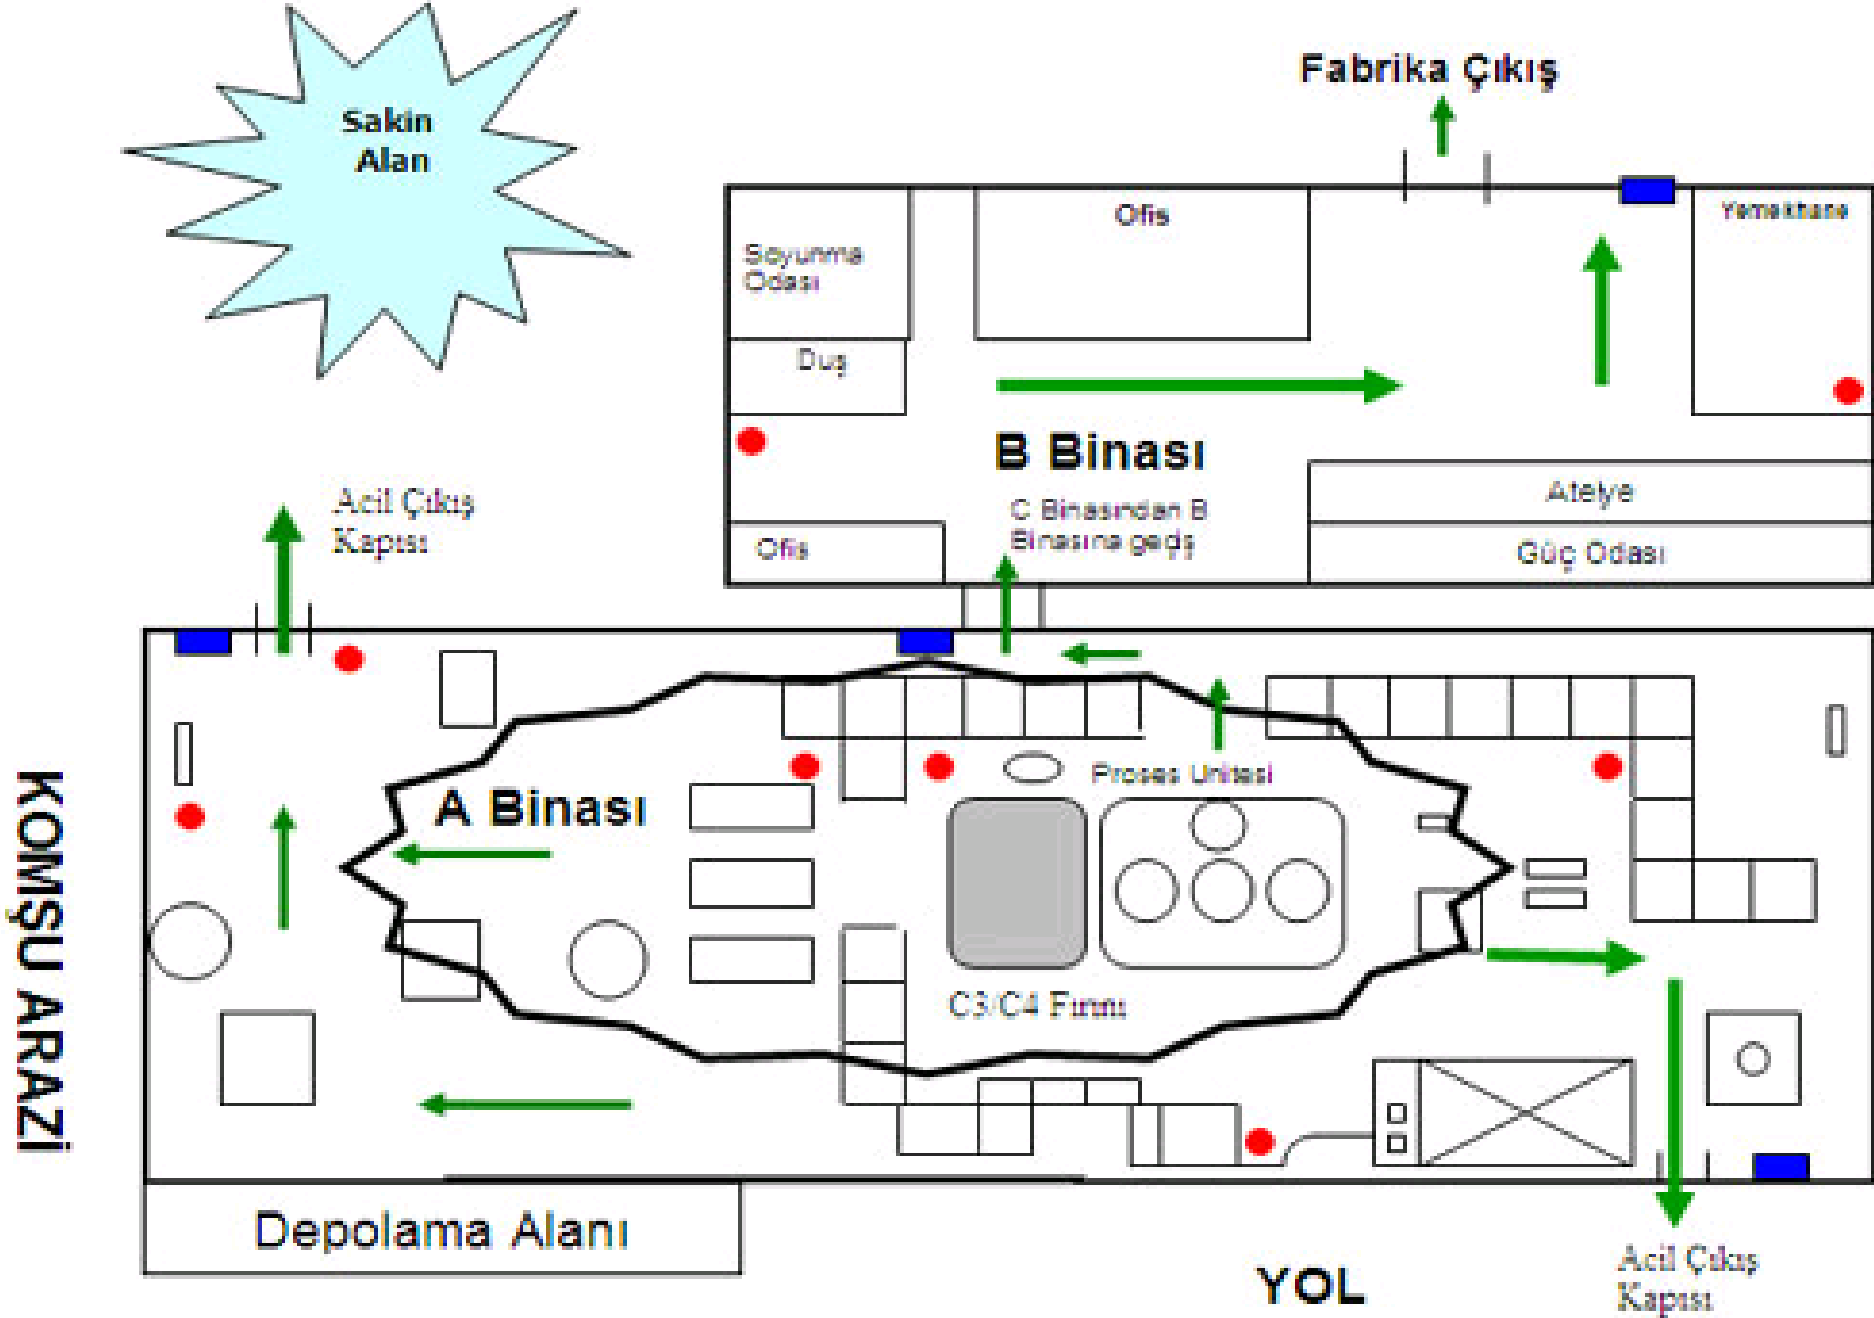 Sakin
Alan
Fabrika Çıkış
Soyunma
Odası
Ofis
Yemekhane
Duş
B Binası
C Binasından B
Binasına geçiş
Atelye
Ofis
Güç Odası
Acil Çıkış
Kapısı
KOMŞU ARAZİ
A Binası
Proses Unitesi
C3/C4 Fırını
Depolama Alanı
YOL
Acil Çıkış
Kapısı